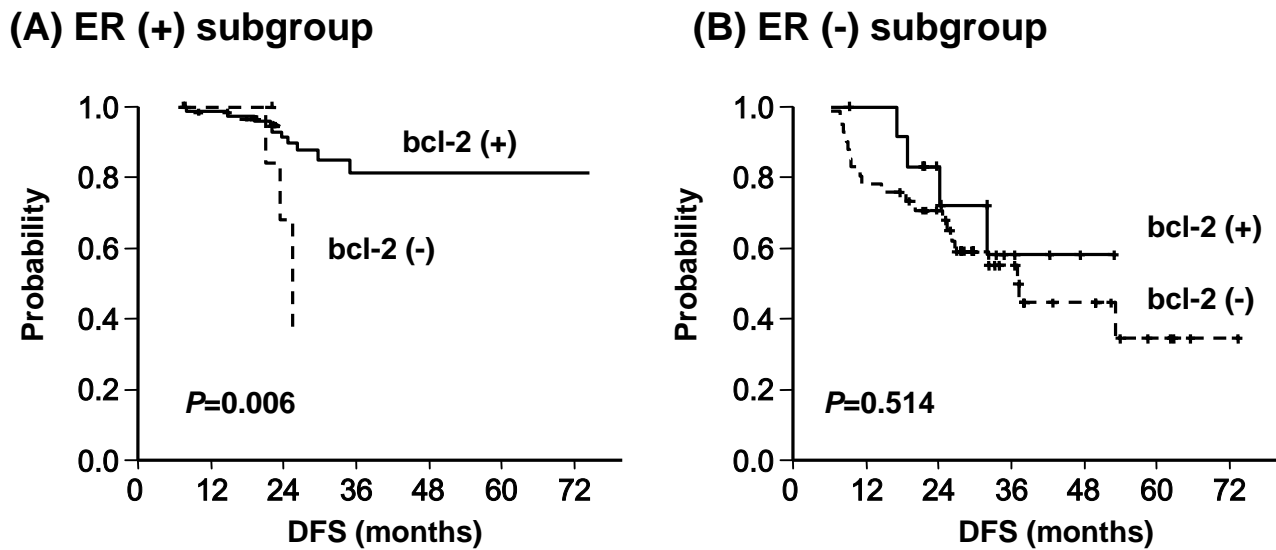 (A) ER (+) subgroup
1.0
0.8
0.6
0.4
0.2
0.0
Probability
bcl-2 (+)
bcl-2 (-)
P=0.006
0 12 24 36 48 60 72
DFS (months)
(B) ER (-) subgroup
1.0
0.8
0.6
0.4
0.2
0.0
Probability
bcl-2 (+)
bcl-2 (-)
P=0.514
0 12 24 36 48 60 72
DFS (months)